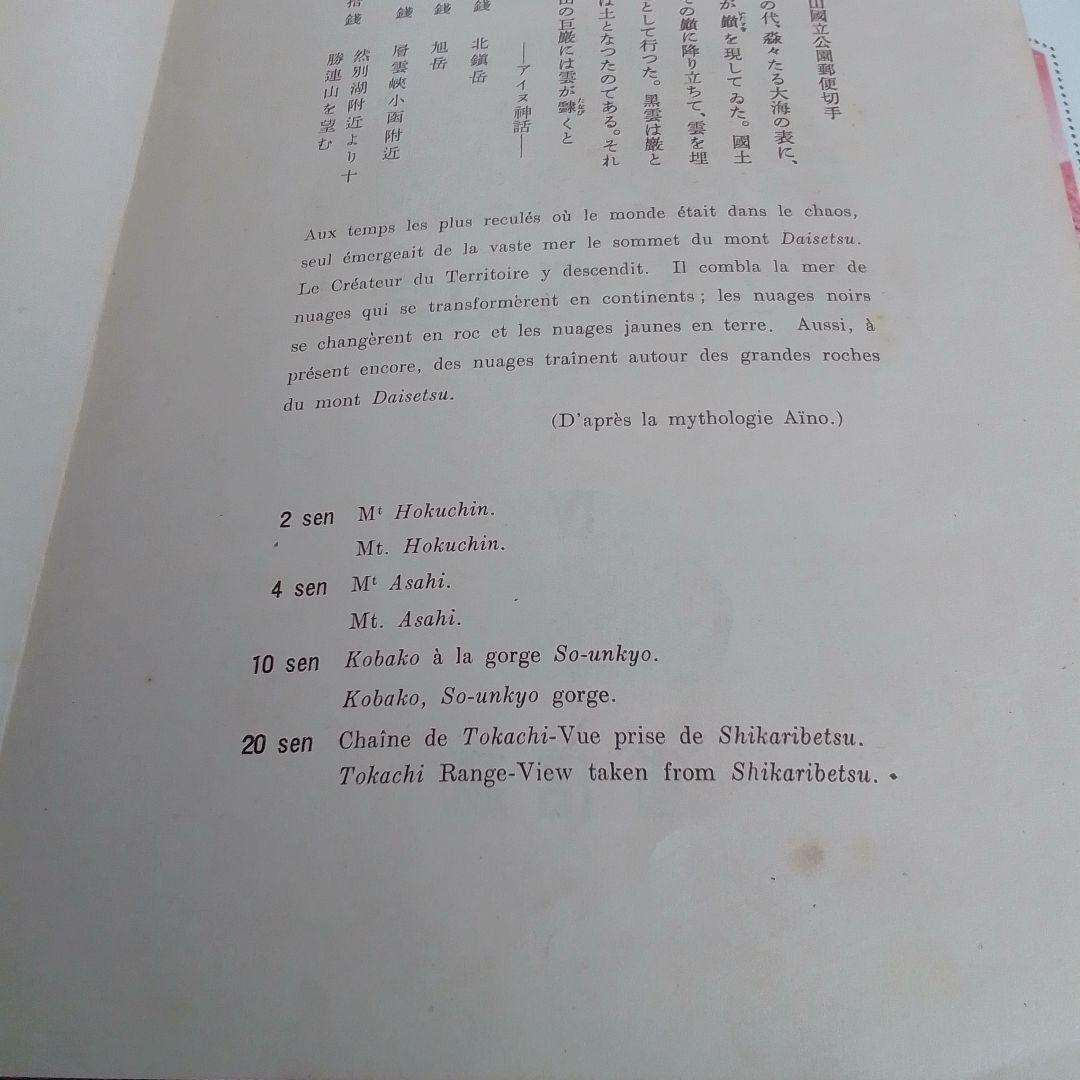 山國立公園郵便切手
の代、森々たる大海の表に、
が巓を現してゐた。國土
その巓に降り立ちて、雲を埋
として行つた。黒雲は巌と
は土となつたのである。それ
山の巨巌には雲が靆くと
—アイヌ神話—
錢 北鎭岳
錢 旭岳
錢 層雲峽小函附近
拾錢 然別湖附近より十
勝連山を望む
Aux temps les plus reculés où le monde était dans le chaos,
seul émergeait de la vaste mer le sommet du mont Daisetsu.
Le Créateur du Territoire y descendit. Il combla la mer de
nuages qui se transformèrent en continents; les nuages noirs
se changèrent en roc et les nuages jaunes en terre. Aussi, à
présent encore, des nuages traînent autour des grandes roches
du mont Daisetsu.
(D'après la mythologie Aïno.)
2 sen Mᵗ Hokuchin.
Mt. Hokuchin.
4 sen Mᵗ Asahi.
Mt. Asahi.
10 sen Kobako à la gorge So-unkyo.
Kobako, So-unkyo gorge.
20 sen Chaîne de Tokachi-Vue prise de Shikaribetsu.
Tokachi Range-View taken from Shikaribetsu.